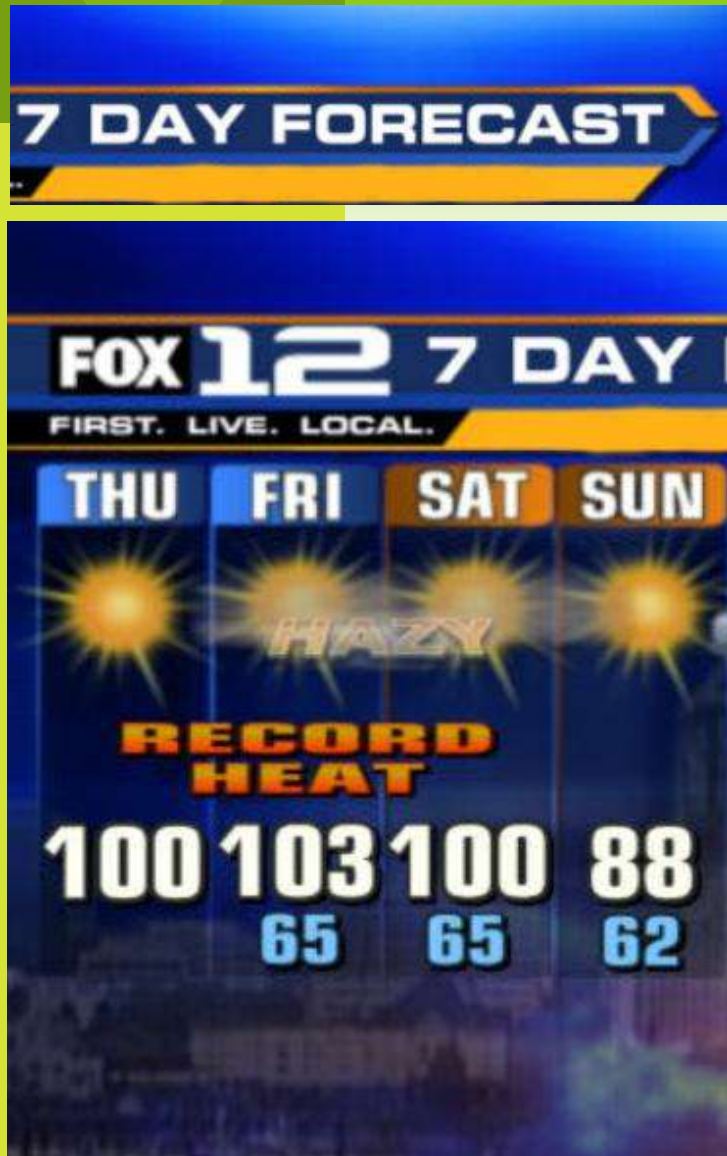 7 DAY FORECAST
FOX 12 7 DAY
FIRST. LIVE. LOCAL.
THU FRI SAT SUN
HAZY
RECORD
HEAT
100 103 100 88
65 65 62